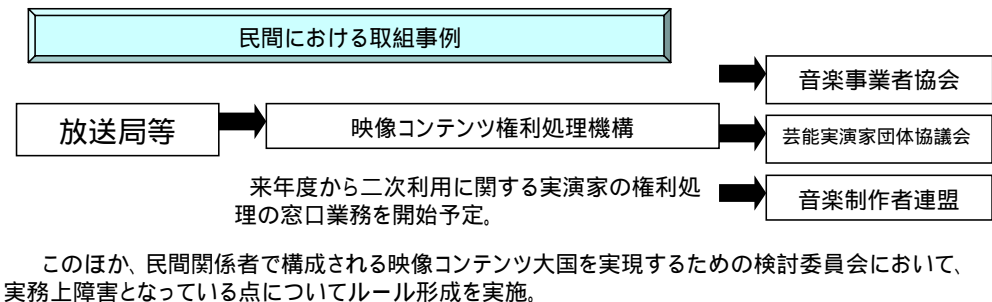 民間における取組事例
音楽事業者協会
放送局等
映像コンテンツ権利処理機構
芸能実演家団体協議会
来年度から二次利用に関する実演家の権利処
理の窓口業務を開始予定。
音楽制作者連盟
このほか、民間関係者で構成される映像コンテンツ大国を実現するための検討委員会において、
実務上障害となっている点についてルール形成を実施。